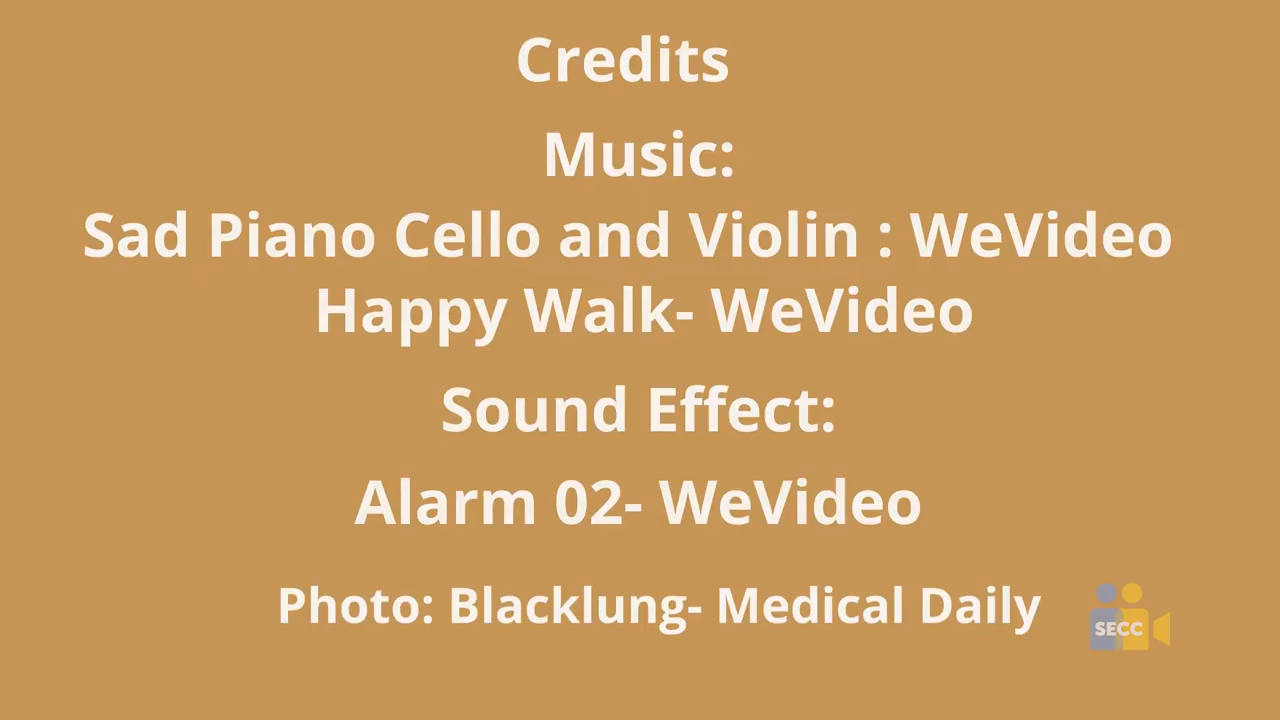 Credits
Music:
Sad Piano Cello and Violin : WeVideo
Happy Walk- WeVideo
Sound Effect:
Alarm 02- WeVideo
Photo: Blacklung- Medical Daily
SECC